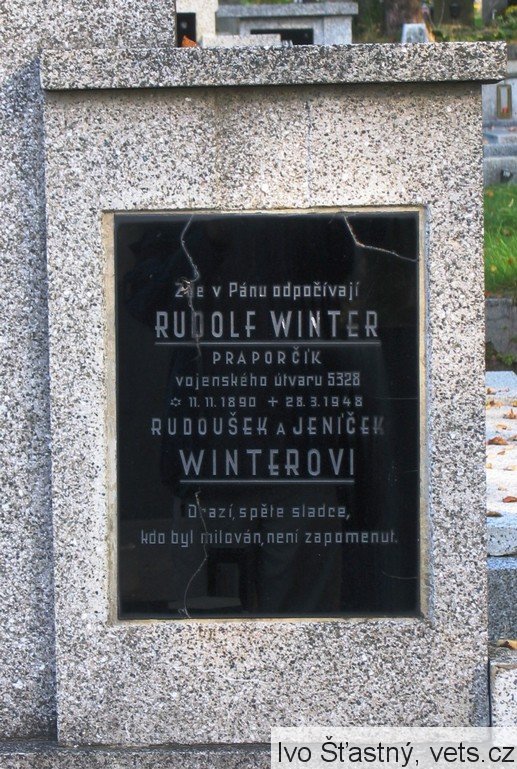 Zde v Pánu odpočívají
RUDOLF WINTER
PRAPORČÍK
vojenského útvaru 5328
✡ 11.11.1890 + 28.3.1948
RUDOUŠEK A JENÍČEK
WINTEROVI
Drazí, spěte sladce,
kdo byl milován, není zapomenut.
Ivo Šťastný, vets.cz